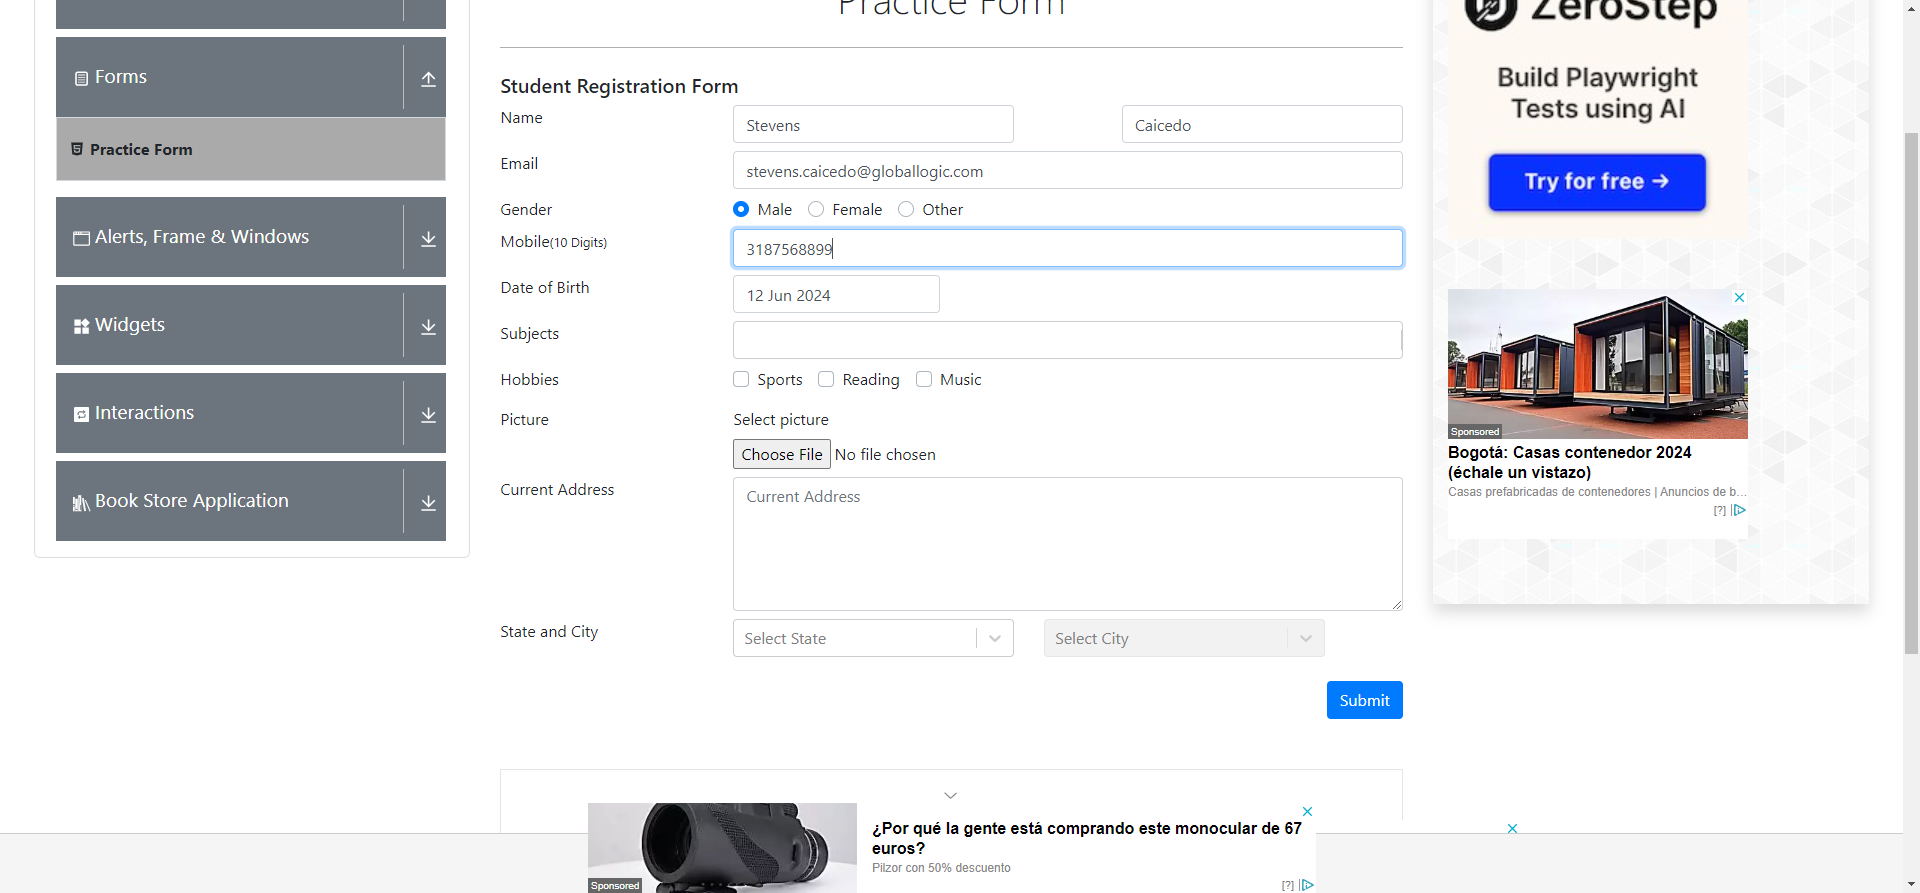 Practice Form
ZeroStep
Forms
Student Registration Form
Build Playwright
Tests using AI
Name
Stevens
Caicedo
Practice Form
Email
stevens.caicedo@globallogic.com
Try for free →
Gender
Male
Female
Other
Alerts, Frame & Windows
Mobile(10 Digits)
3187568899
Date of Birth
12 Jun 2024
Widgets
Subjects
Hobbies
Sports
Reading
Music
Interactions
Picture
Select picture
Sponsored
Choose File No file chosen
Bogotá: Casas contenedor 2024
(échale un vistazo)
Casas prefabricadas de contenedores | Anuncios de b...
[?]
Current Address
Current Address
Book Store Application
State and City
Select State
Select City
Submit
¿Por qué la gente está comprando este monocular de 67
euros?
Pilzor con 50% descuento
Sponsored
[?]